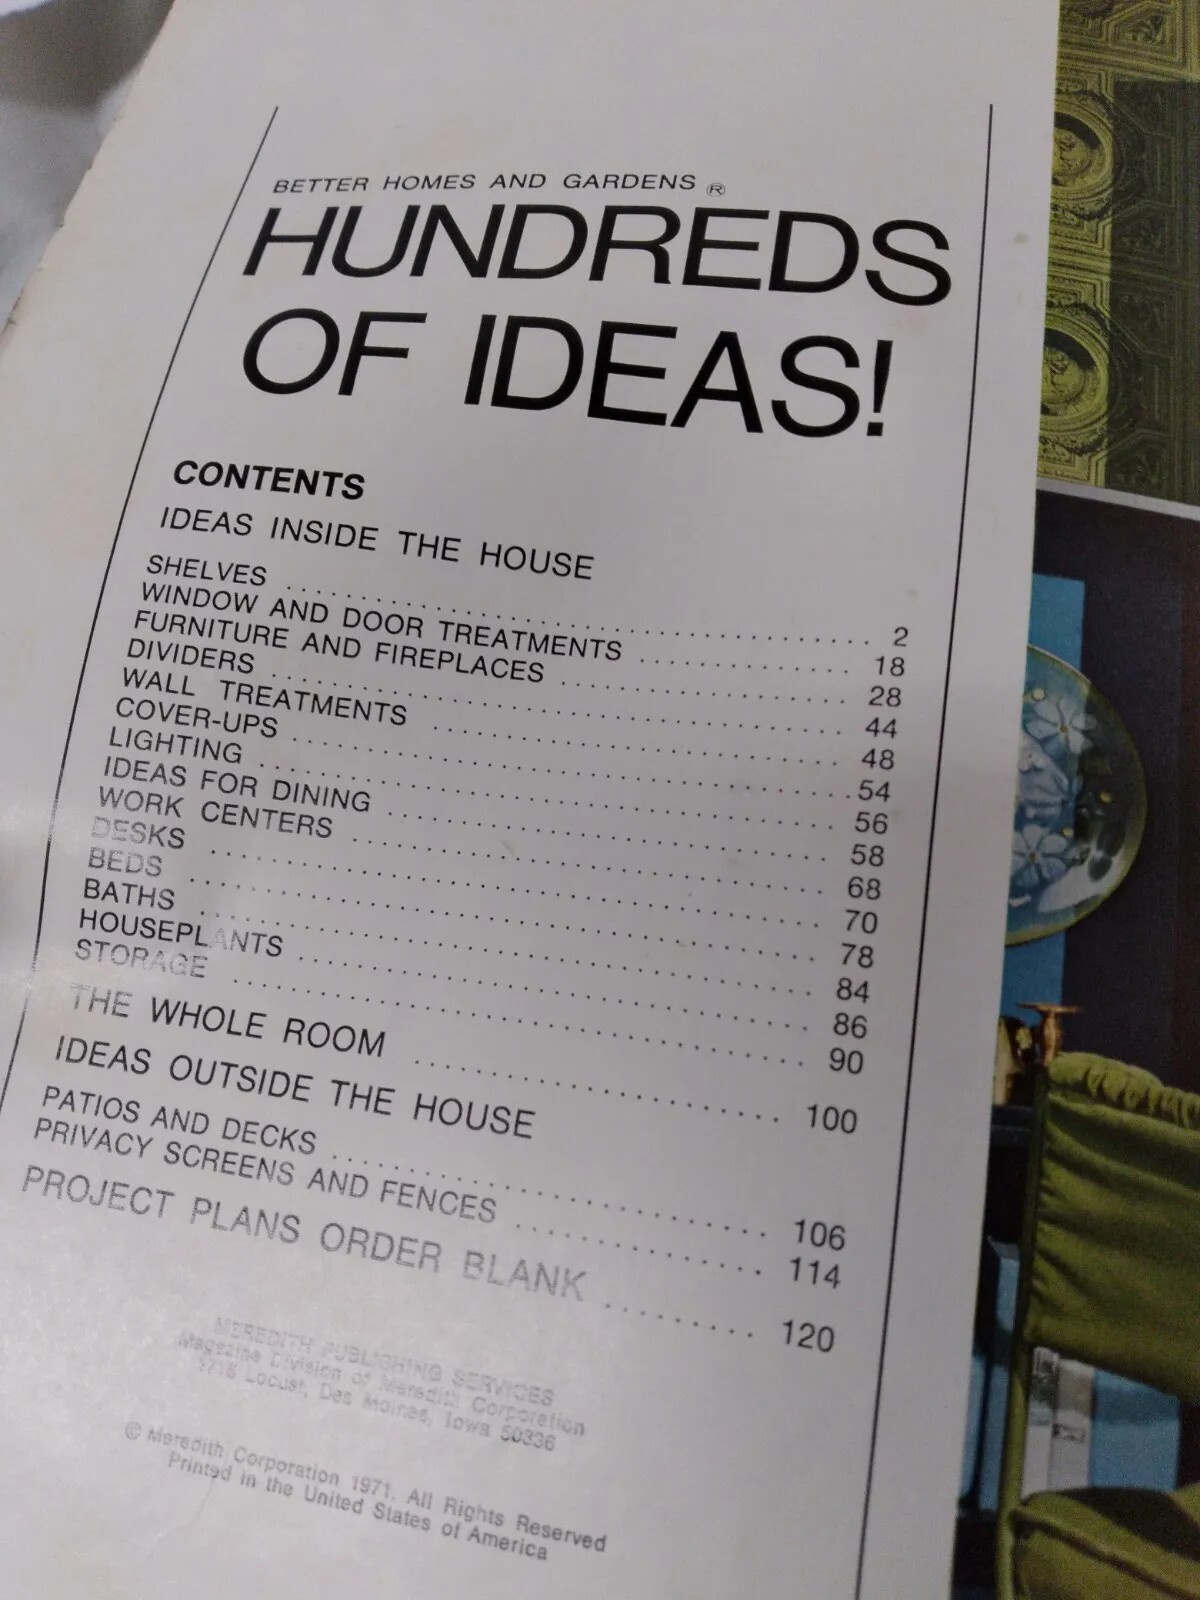 BETTER HOMES AND GARDENS ®
HUNDREDS
OF IDEAS!
CONTENTS
IDEAS INSIDE THE HOUSE
SHELVES . . . . . . . . . . . . . . . . . . . . 2
WINDOW AND DOOR TREATMENTS . . . . . . . . . . 18
FURNITURE AND FIREPLACES . . . . . . . . . . 28
DIVIDERS . . . . . . . . . . . . . . . . . . . . 44
WALL TREATMENTS . . . . . . . . . . . . . . . 48
COVER-UPS . . . . . . . . . . . . . . . . . . . . 54
LIGHTING . . . . . . . . . . . . . . . . . . . . 56
IDEAS FOR DINING . . . . . . . . . . . . . . . 58
WORK CENTERS . . . . . . . . . . . . . . . 68
DESKS . . . . . . . . . . . . . . . . . . . . 70
BEDS . . . . . . . . . . . . . . . . . . . . 78
BATHS . . . . . . . . . . . . . . . . . . . . 84
HOUSEPLANTS . . . . . . . . . . . . . . . 86
STORAGE . . . . . . . . . . . . . . . . . . . . 90
THE WHOLE ROOM . . . . . . . . . . . . . . . 100
IDEAS OUTSIDE THE HOUSE
PATIOS AND DECKS . . . . . . . . . . . . . . . 106
PRIVACY SCREENS AND FENCES . . . . . . . . . . 114
PROJECT PLANS ORDER BLANK . . . . . . . . . . 120
MEREDITH PUBLISHING SERVICES
Magazine Division of Meredith Corporation
1716 Locust, Des Moines, Iowa 50336
© Meredith Corporation 1971. All Rights Reserved
Printed in the United States of America